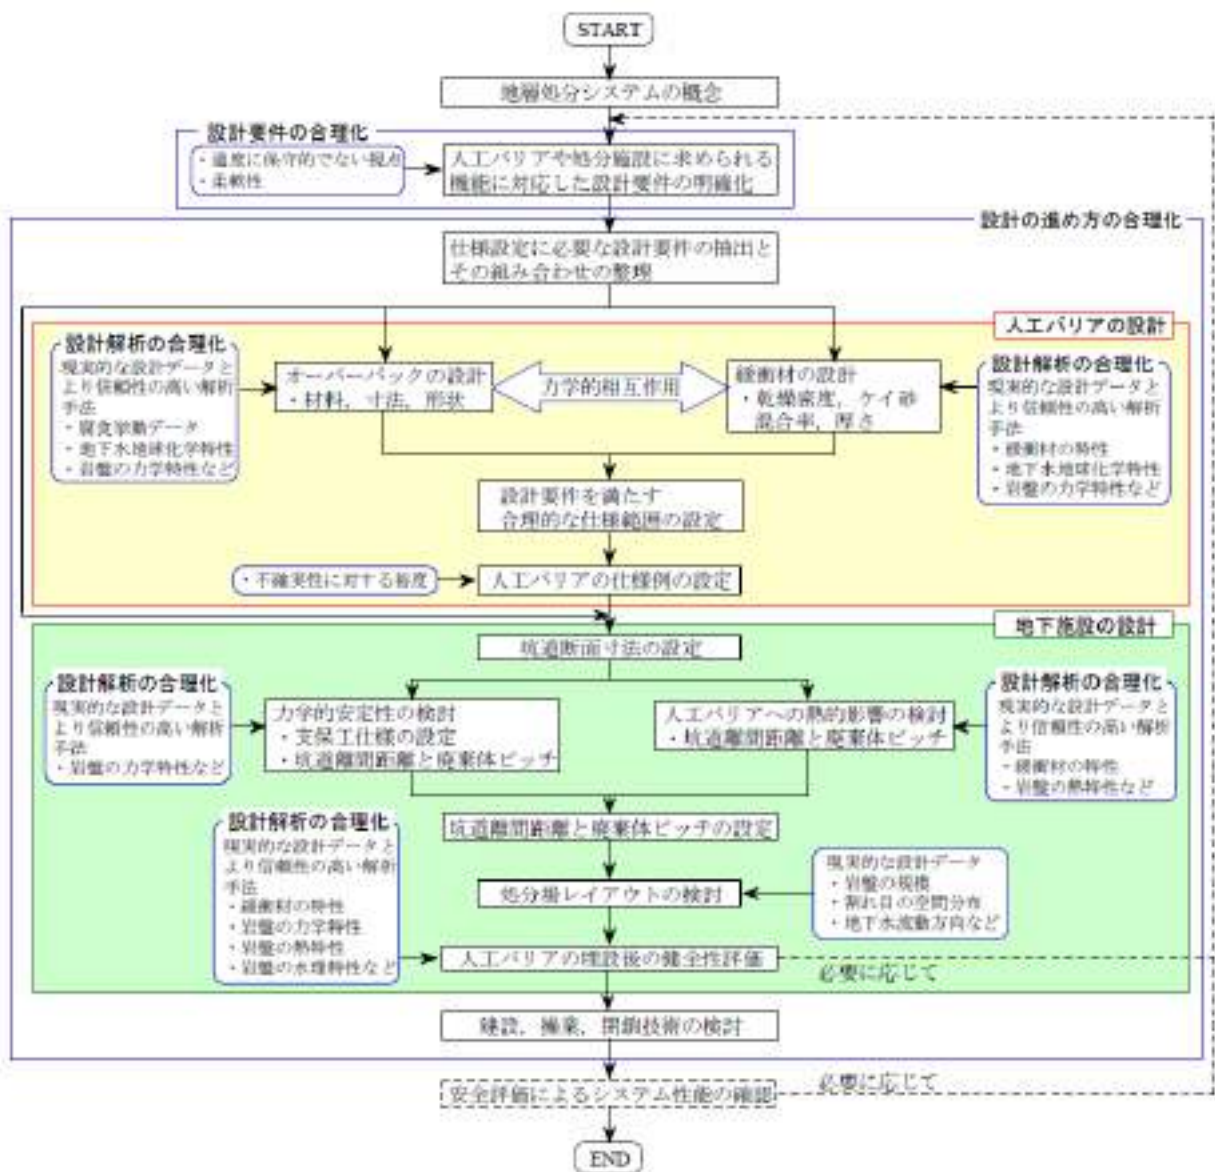 START
地層処分システムの概念
設計要件の合理化
・過度に保守的でない視点
・柔軟性
人工バリアや処分施設に求められる
機能に対応した設計要件の明確化
設計の進め方の合理化
仕様設定に必要な設計要件の抽出と
その組み合わせの整理
人工バリアの設計
設計解析の合理化
現実的な設計データと
より信頼性の高い解析
手法
・腐食挙動データ
・地下水地球化学特性
・岩盤の力学特性など
オーバーパックの設計
・材料，寸法，形状
力学的相互作用
緩衝材の設計
・乾燥密度，ケイ砂
混合率，厚さ
設計解析の合理化
現実的な設計データと
より信頼性の高い解析
手法
・緩衝材の特性
・地下水地球化学特性
・岩盤の力学特性など
設計要件を満たす
合理的な仕様範囲の設定
・不確実性に対する裕度
人工バリアの仕様例の設定
地下施設の設計
坑道断面寸法の設定
設計解析の合理化
現実的な設計データと
より信頼性の高い解析
手法
・岩盤の力学特性など
力学的安定性の検討
・支保工仕様の設定
・坑道離間距離と廃棄体ピッチ
人工バリアへの熱的影響の検討
・坑道離間距離と廃棄体ピッチ
設計解析の合理化
現実的な設計データと
より信頼性の高い解析
手法
・緩衝材の特性
・岩盤の熱特性など
坑道離間距離と廃棄体ピッチの設定
設計解析の合理化
現実的な設計データと
より信頼性の高い解析
手法
・緩衝材の特性
・岩盤の力学特性
・岩盤の熱特性
・岩盤の水理特性など
処分場レイアウトの検討
現実的な設計データ
・岩盤の規模
・割れ目の空間分布
・地下水流動方向など
人工バリアの埋設後の健全性評価
必要に応じて
建設，操業，閉鎖技術の検討
必要に応じて
安全評価によるシステム性能の確認
END